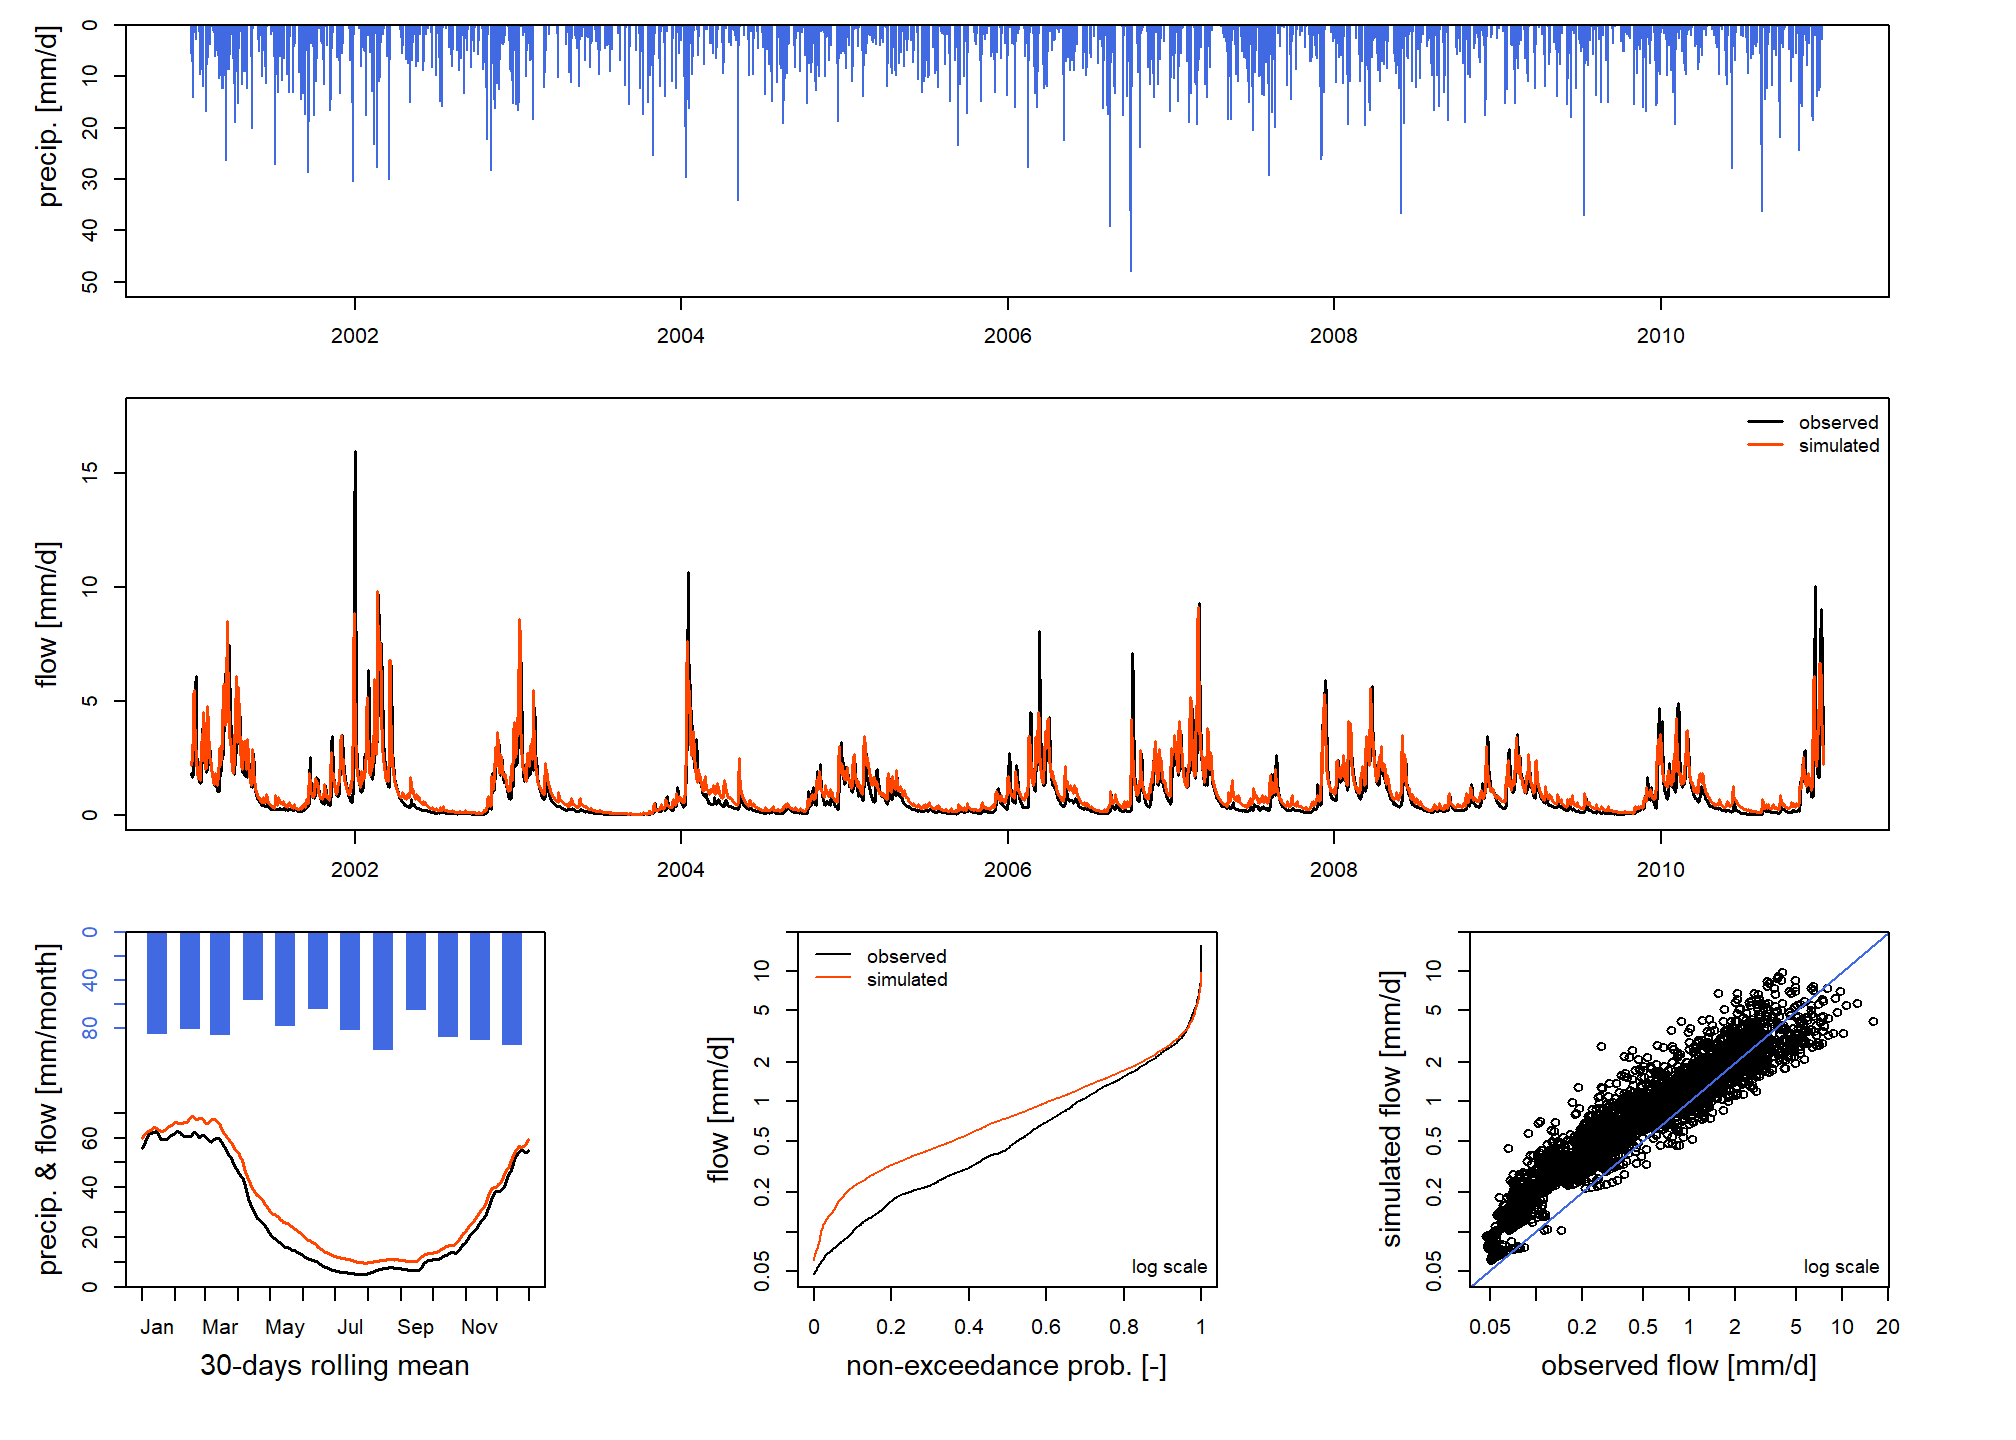 precip. [mm/d]
0
10
20
30
40
50
2002
2004
2006
2008
2010
flow [mm/d]
0
5
10
15
observed
simulated
2002
2004
2006
2008
2010
precip. & flow [mm/month]
0
40
80
0
20
40
60
Jan
Mar
May
Jul
Sep
Nov
30-days rolling mean
flow [mm/d]
0.05
0.2
0.5
1
2
5
10
observed
simulated
log scale
0
0.2
0.4
0.6
0.8
1
non-exceedance prob. [-]
simulated flow [mm/d]
0.05
0.2
0.5
1
2
5
10
log scale
0.05
0.2
0.5
1
2
5
10
20
observed flow [mm/d]